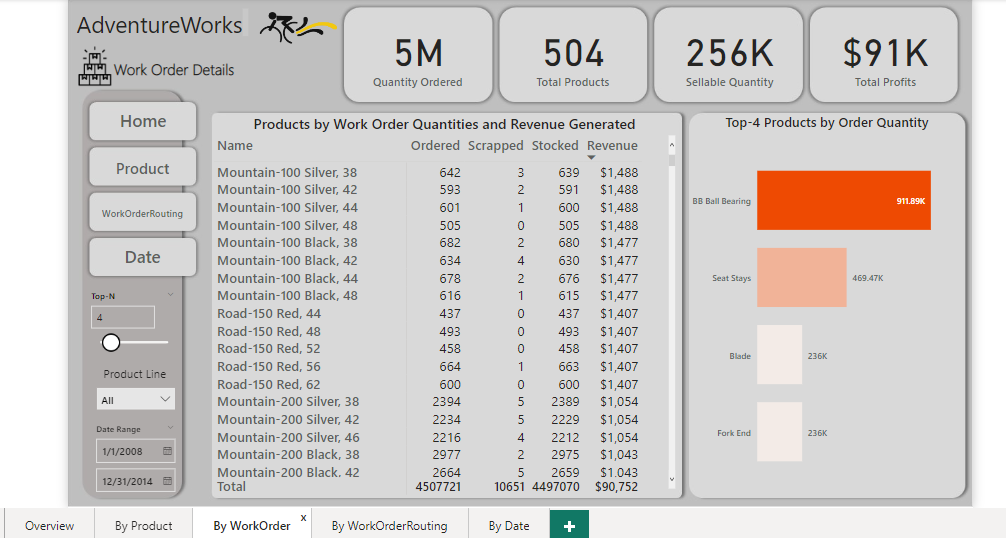 AdventureWorks
Work Order Details
5M
Quantity Ordered
504
Total Products
256K
Sellable Quantity
$91K
Total Profits
Home
Product
WorkOrderRouting
Date
Top-N
4
Product Line
All
Date Range
1/1/2008
12/31/2014
Products by Work Order Quantities and Revenue Generated
Name Ordered Scrapped Stocked Revenue
Mountain-100 Silver, 38 642 3 639 $1,488
Mountain-100 Silver, 42 593 2 591 $1,488
Mountain-100 Silver, 44 601 1 600 $1,488
Mountain-100 Silver, 48 505 0 505 $1,488
Mountain-100 Black, 38 682 2 680 $1,477
Mountain-100 Black, 42 634 4 630 $1,477
Mountain-100 Black, 44 678 2 676 $1,477
Mountain-100 Black, 48 616 1 615 $1,477
Road-150 Red, 44 437 0 437 $1,407
Road-150 Red, 48 493 0 493 $1,407
Road-150 Red, 52 458 0 458 $1,407
Road-150 Red, 56 664 1 663 $1,407
Road-150 Red, 62 600 0 600 $1,407
Mountain-200 Silver, 38 2394 5 2389 $1,054
Mountain-200 Silver, 42 2234 5 2229 $1,054
Mountain-200 Silver, 46 2216 4 2212 $1,054
Mountain-200 Black, 38 2977 2 2975 $1,043
Mountain-200 Black, 42 2664 5 2659 $1,043
Total 4507721 10651 4497070 $90,752
Top-4 Products by Order Quantity
BB Ball Bearing 911.89K
Seat Stays 469.47K
Blade 236K
Fork End 236K
Overview By Product By WorkOrder x By WorkOrderRouting By Date +